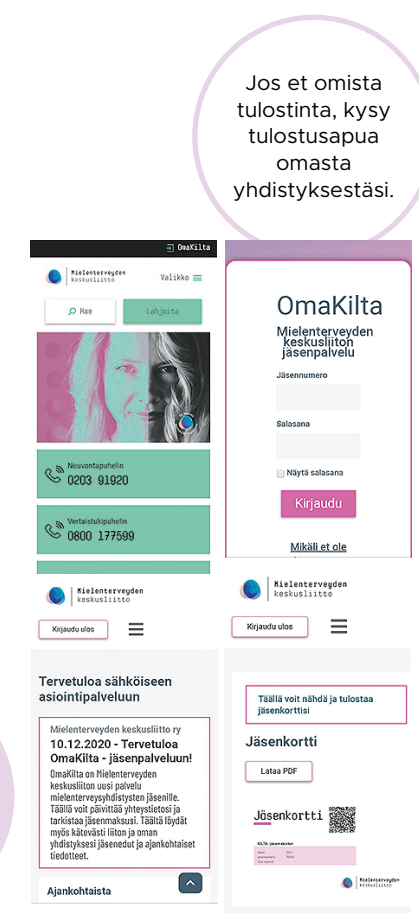 Jos et omista
tulostinta, kysy
tulostusapua
omasta
yhdistyksestäsi.
OmaKilta
Mielenterveyden
keskusliitto
Valikko
Hae
Lahjoita
Neuvontapuhelin
0203 91920
Vertaistukipuhelin
0800 177599
OmaKilta
Mielenterveyden
keskusliiton
jäsenpalvelu
Jäsennumero
Salasana
Näytä salasana
Kirjaudu
Mikäli et ole
Mielenterveyden
keskusliitto
Kirjaudu ulos
Tervetuloa sähköiseen
asiointipalveluun
Mielenterveyden keskusliitto ry
10.12.2020 - Tervetuloa
OmaKilta - jäsenpalveluun!
OmaKilta on Mielenterveyden
keskusliiton uusi palvelu
mielenterveysyhdistysten jäsenille.
Täällä voit päivittää yhteystietosi ja
tarkistaa jäsenmaksusi. Täältä löydät
myös kätevästi liiton ja oman
yhdistyksesi jäsenedut ja ajankohtaiset
tiedotteet.
Ajankohtaista
Mielenterveyden
keskusliitto
Kirjaudu ulos
Täällä voit nähdä ja tulostaa
jäsenkorttisi
Jäsenkortti
Lataa PDF
Jäsenkortti
Mielenterveyden
keskusliitto